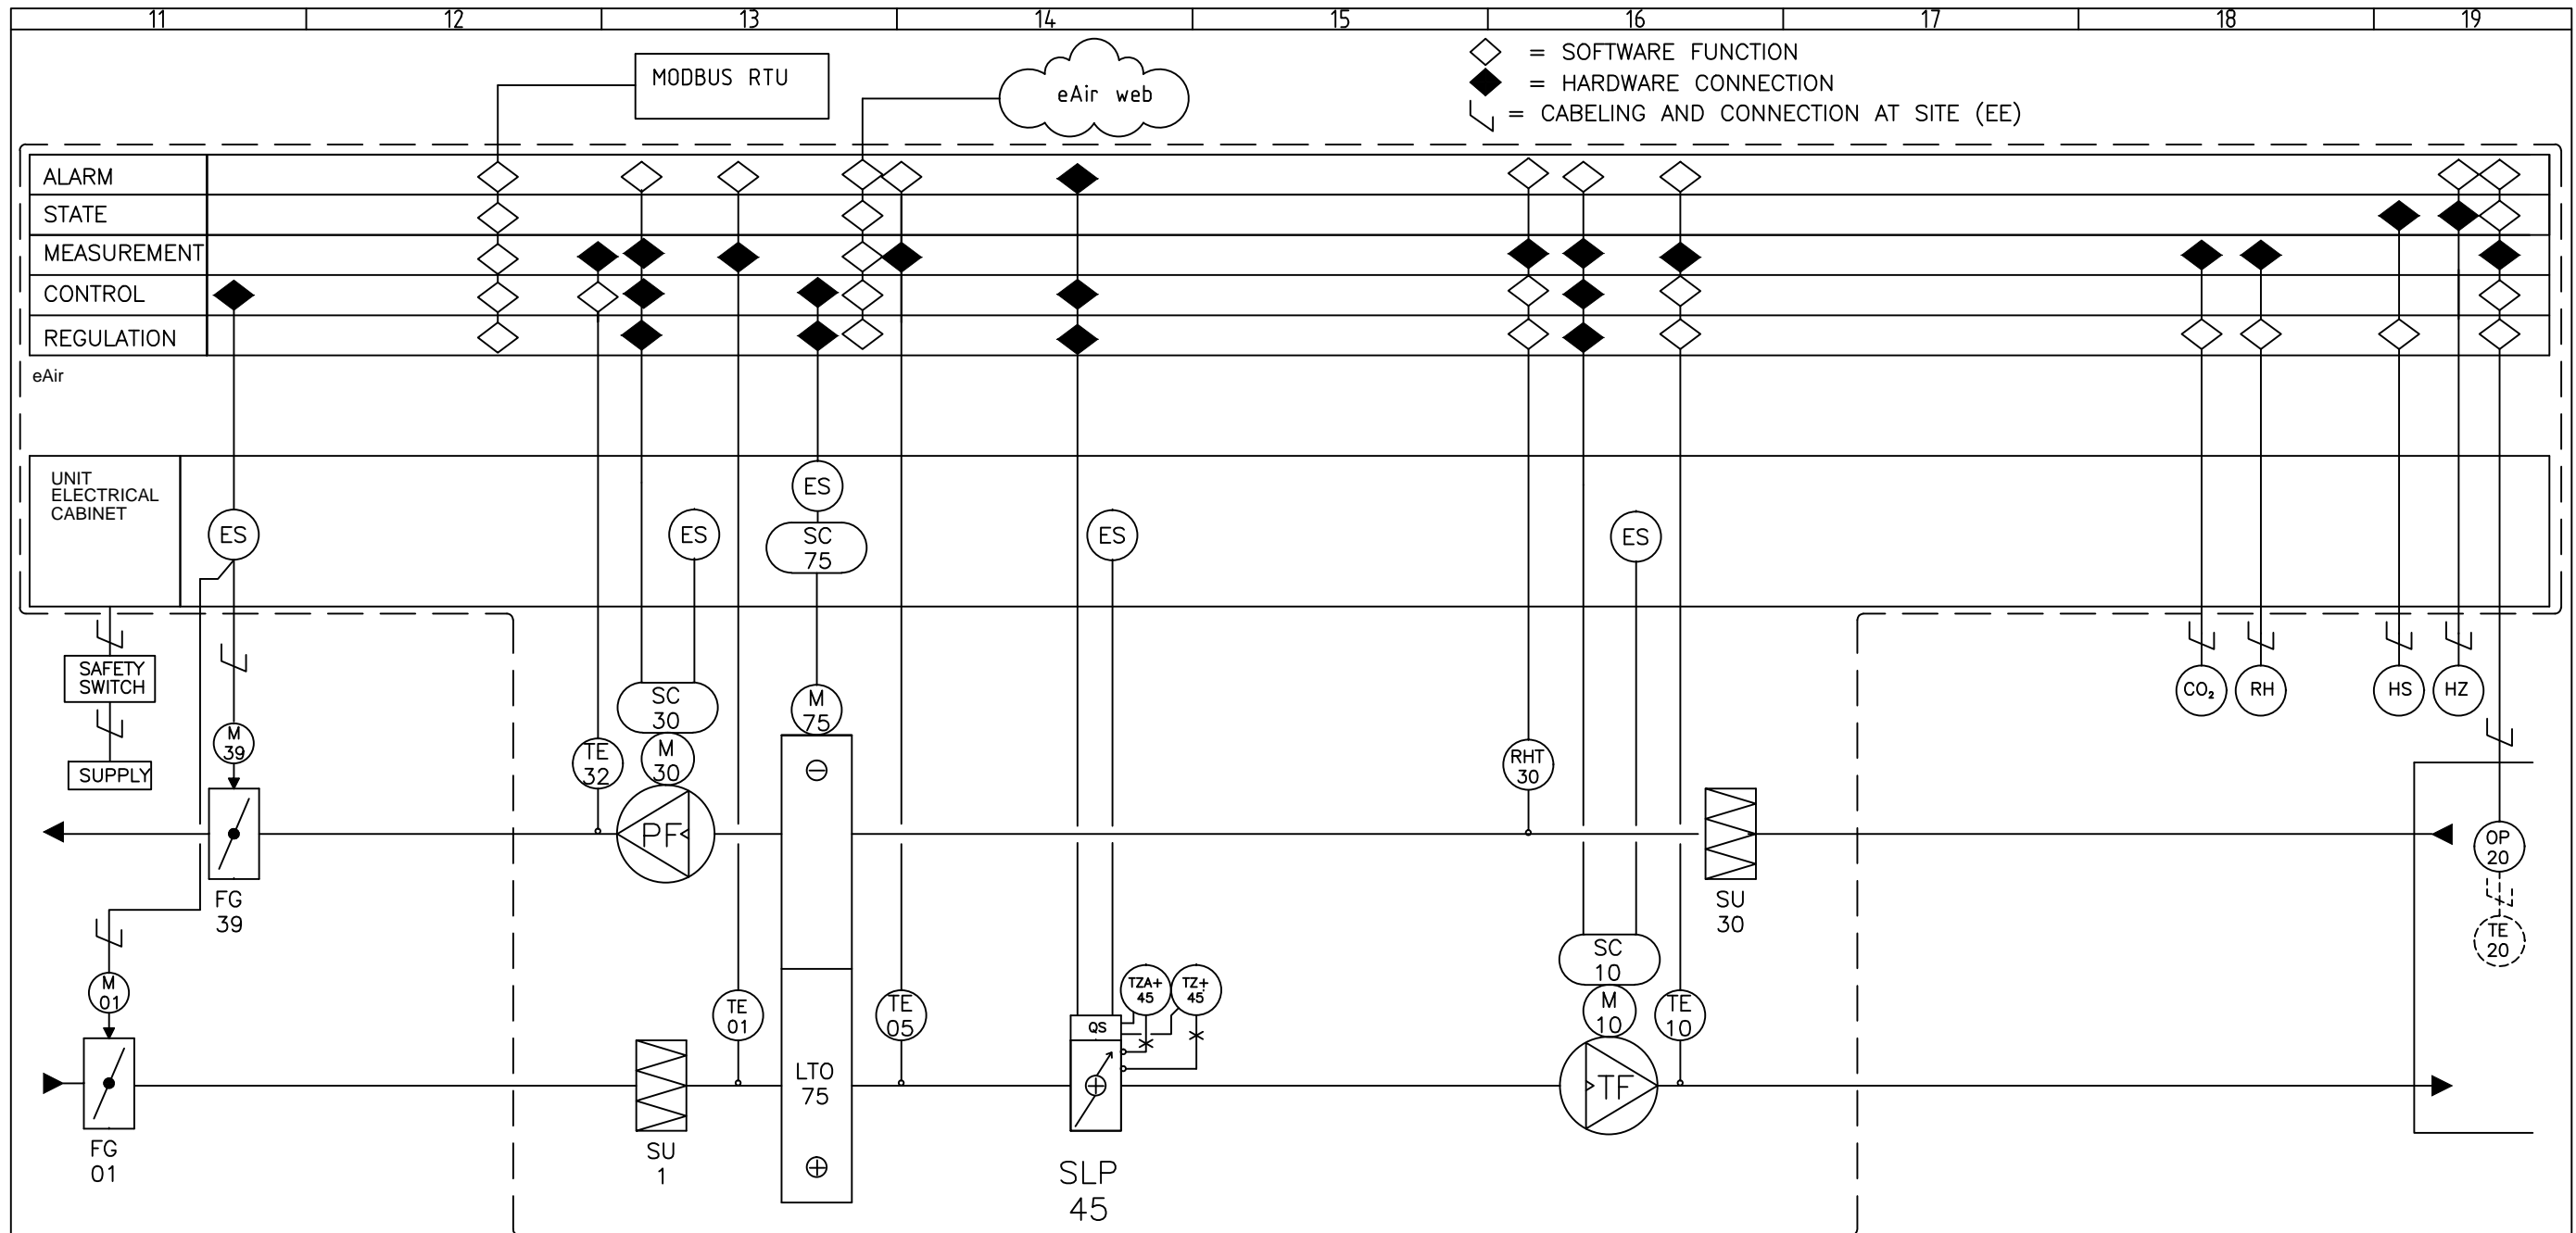 11 12 13 14 15 16 17 18 19
MODBUS RTU
eAir web
= SOFTWARE FUNCTION
= HARDWARE CONNECTION
= CABELING AND CONNECTION AT SITE (EE)
ALARM
STATE
MEASUREMENT
CONTROL
REGULATION
eAir
UNIT
ELECTRICAL
CABINET
ES
ES
ES
SC
75
ES
ES
SAFETY
SWITCH
SUPPLY
M
39
FG
39
M
01
FG
01
TE
32
SC
30
M
30
PF
M
75
LTO
75
SU
1
TE
01
TE
05
QS
TZA+
45
TZ+
45
SLP
45
RHT
30
SC
10
M
10
TF
TE
10
SU
30
CO₂
RH
HS
HZ
OP
20
TE
20